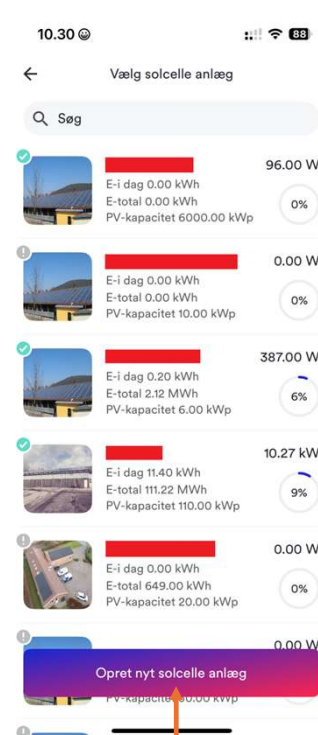 10.30
88
Vælg solcelle anlæg
Søg
96.00 W
E-i dag 0.00 kWh
E-total 0.00 kWh
PV-kapacitet 6000.00 kWp
0%
0.00 W
E-i dag 0.00 kWh
E-total 0.00 kWh
PV-kapacitet 10.00 kWp
0%
387.00 W
E-i dag 0.20 kWh
E-total 2.12 MWh
PV-kapacitet 6.00 kWp
6%
10.27 kW
E-i dag 11.40 kWh
E-total 111.22 MWh
PV-kapacitet 110.00 kWp
9%
0.00 W
E-i dag 0.00 kWh
E-total 649.00 kWh
PV-kapacitet 20.00 kWp
0%
0.00 W
Opret nyt solcelle anlæg
PV-kapacitet kWp